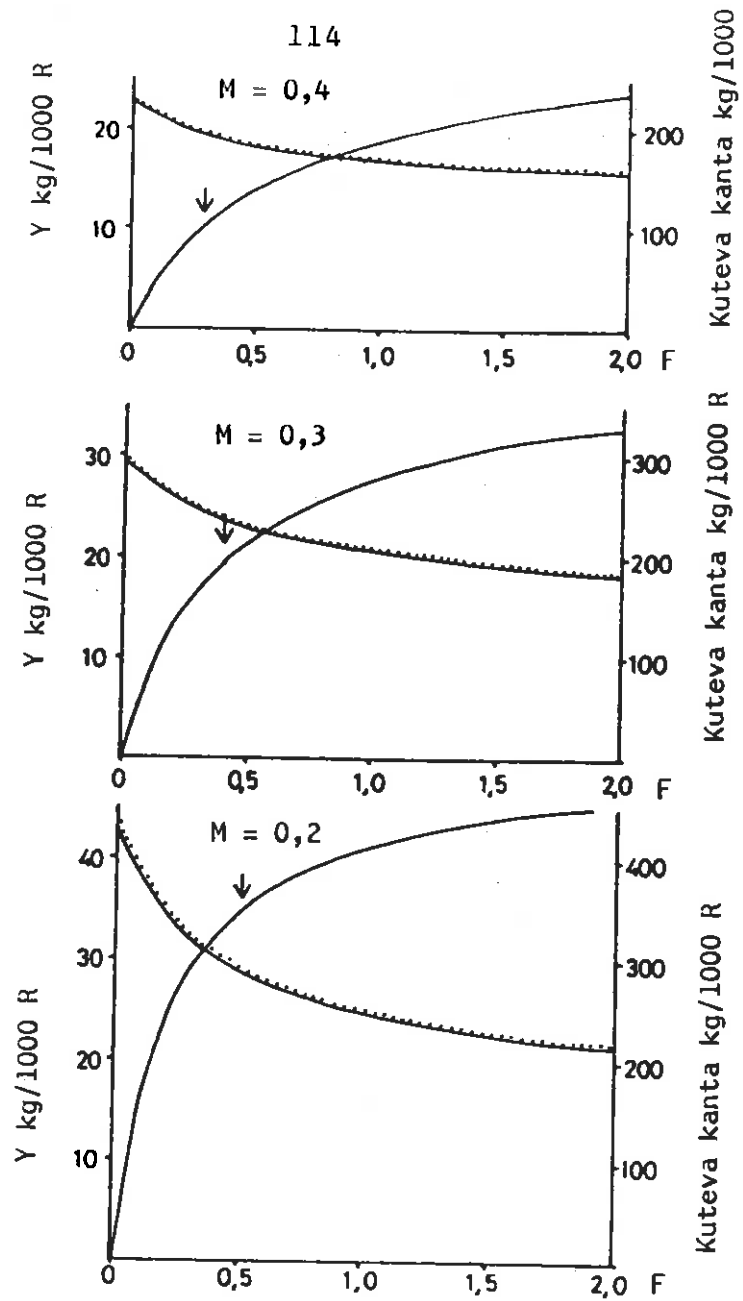 114
M = 0,4
Y kg/1000 R
20
10
200
100
Kuteva kanta kg/1000
0 0,5 1,0 1,5 2,0 F
M = 0,3
Y kg/1000 R
30
20
10
300
200
100
Kuteva kanta kg/1000 R
0 0,5 1,0 1,5 2,0 F
M = 0,2
Y kg/1000 R
40
30
20
10
400
300
200
100
Kuteva kanta kg/1000 R
0 0,5 1,0 1,5 2,0 F